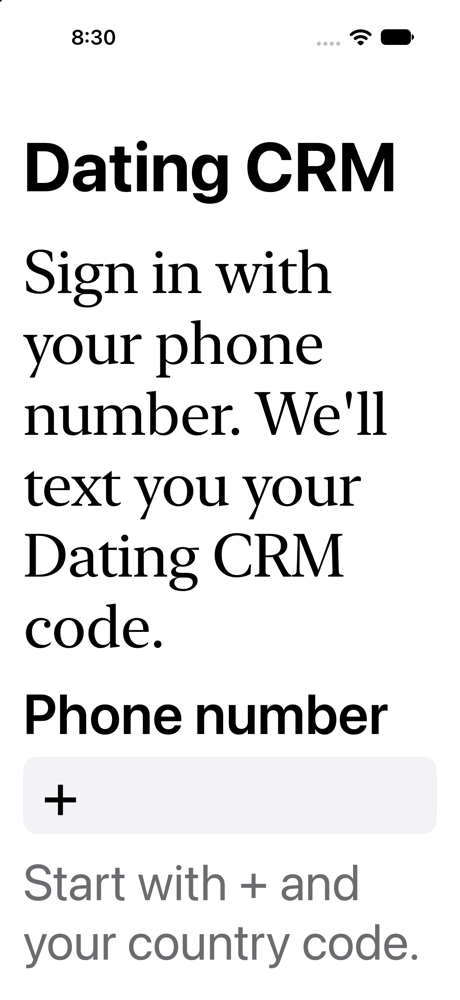 8:30
Dating CRM
Sign in with
your phone
number. We'll
text you your
Dating CRM
code.
Phone number
+
Start with + and
your country code.